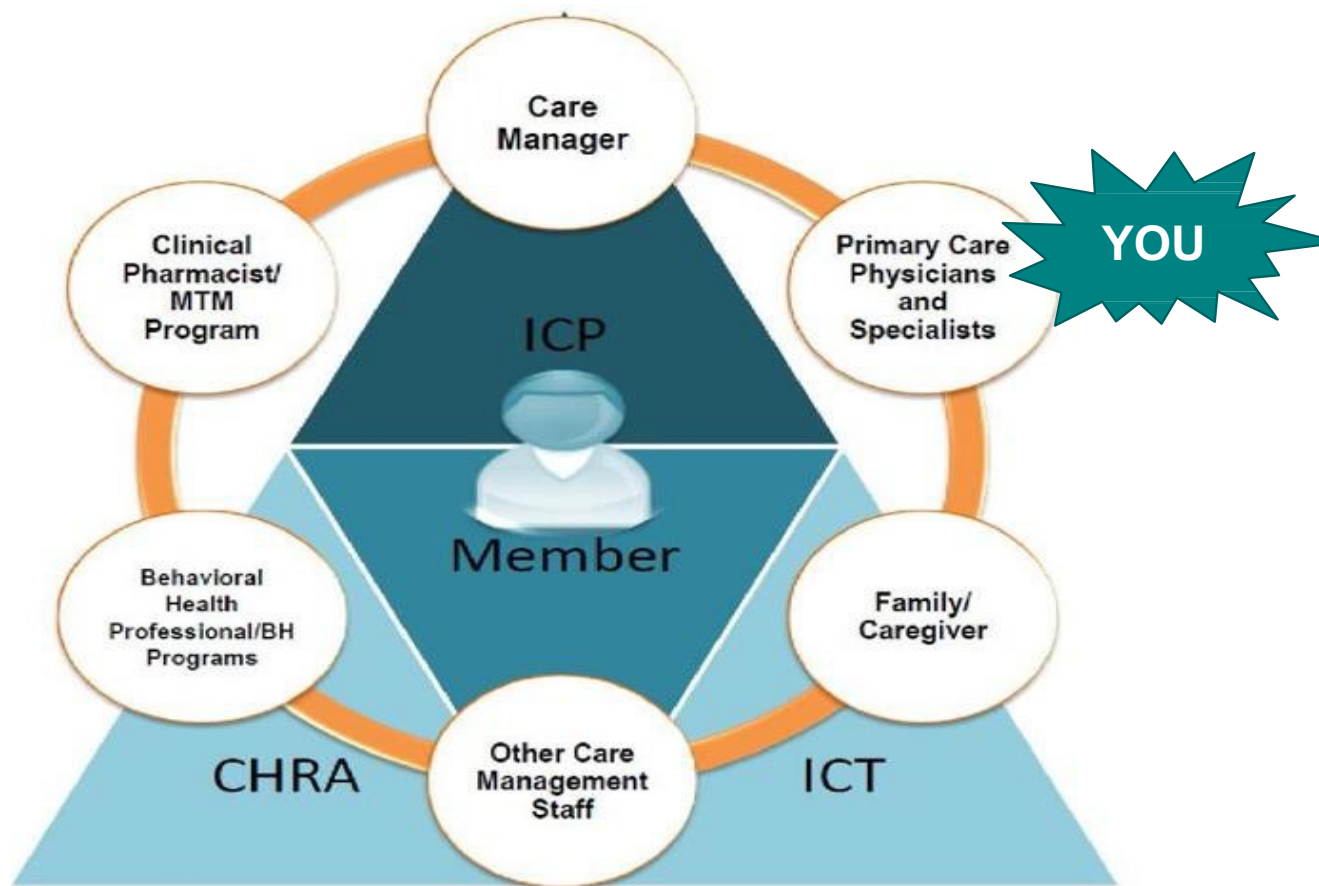 Care
Manager
Clinical
Pharmacist/
MTM
Program
Primary Care
Physicians
and
Specialists
YOU
ICP
Member
Behavioral
Health
Professional/BH
Programs
Family/
Caregiver
CHRA
Other Care
Management
Staff
ICT